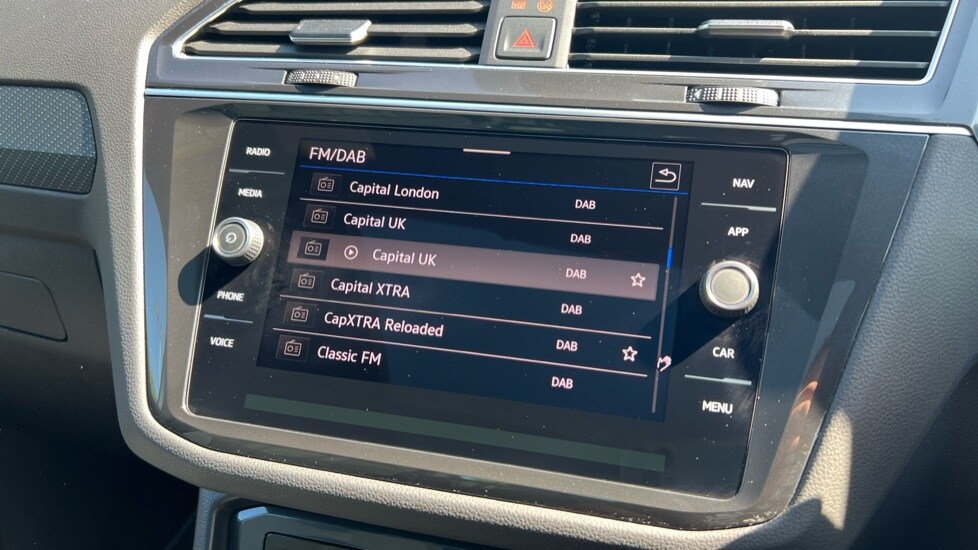 RADIO
MEDIA
PHONE
VOICE
FM/DAB
Capital London DAB
Capital UK DAB
Capital UK DAB
Capital XTRA DAB
CapXTRA Reloaded DAB
Classic FM DAB
NAV
APP
CAR
MENU